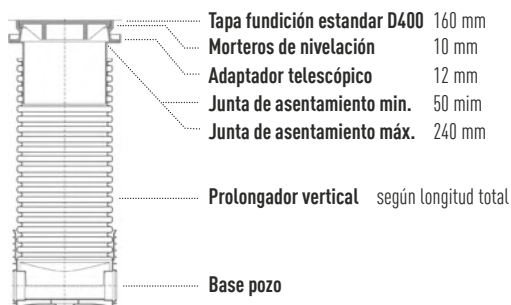 Tapa fundición estandar D400 160 mm
Morteros de nivelación 10 mm
Adaptador telescópico 12 mm
Junta de asentamiento min. 50 mim
Junta de asentamiento máx. 240 mm
Prolongador vertical según longitud total
Base pozo